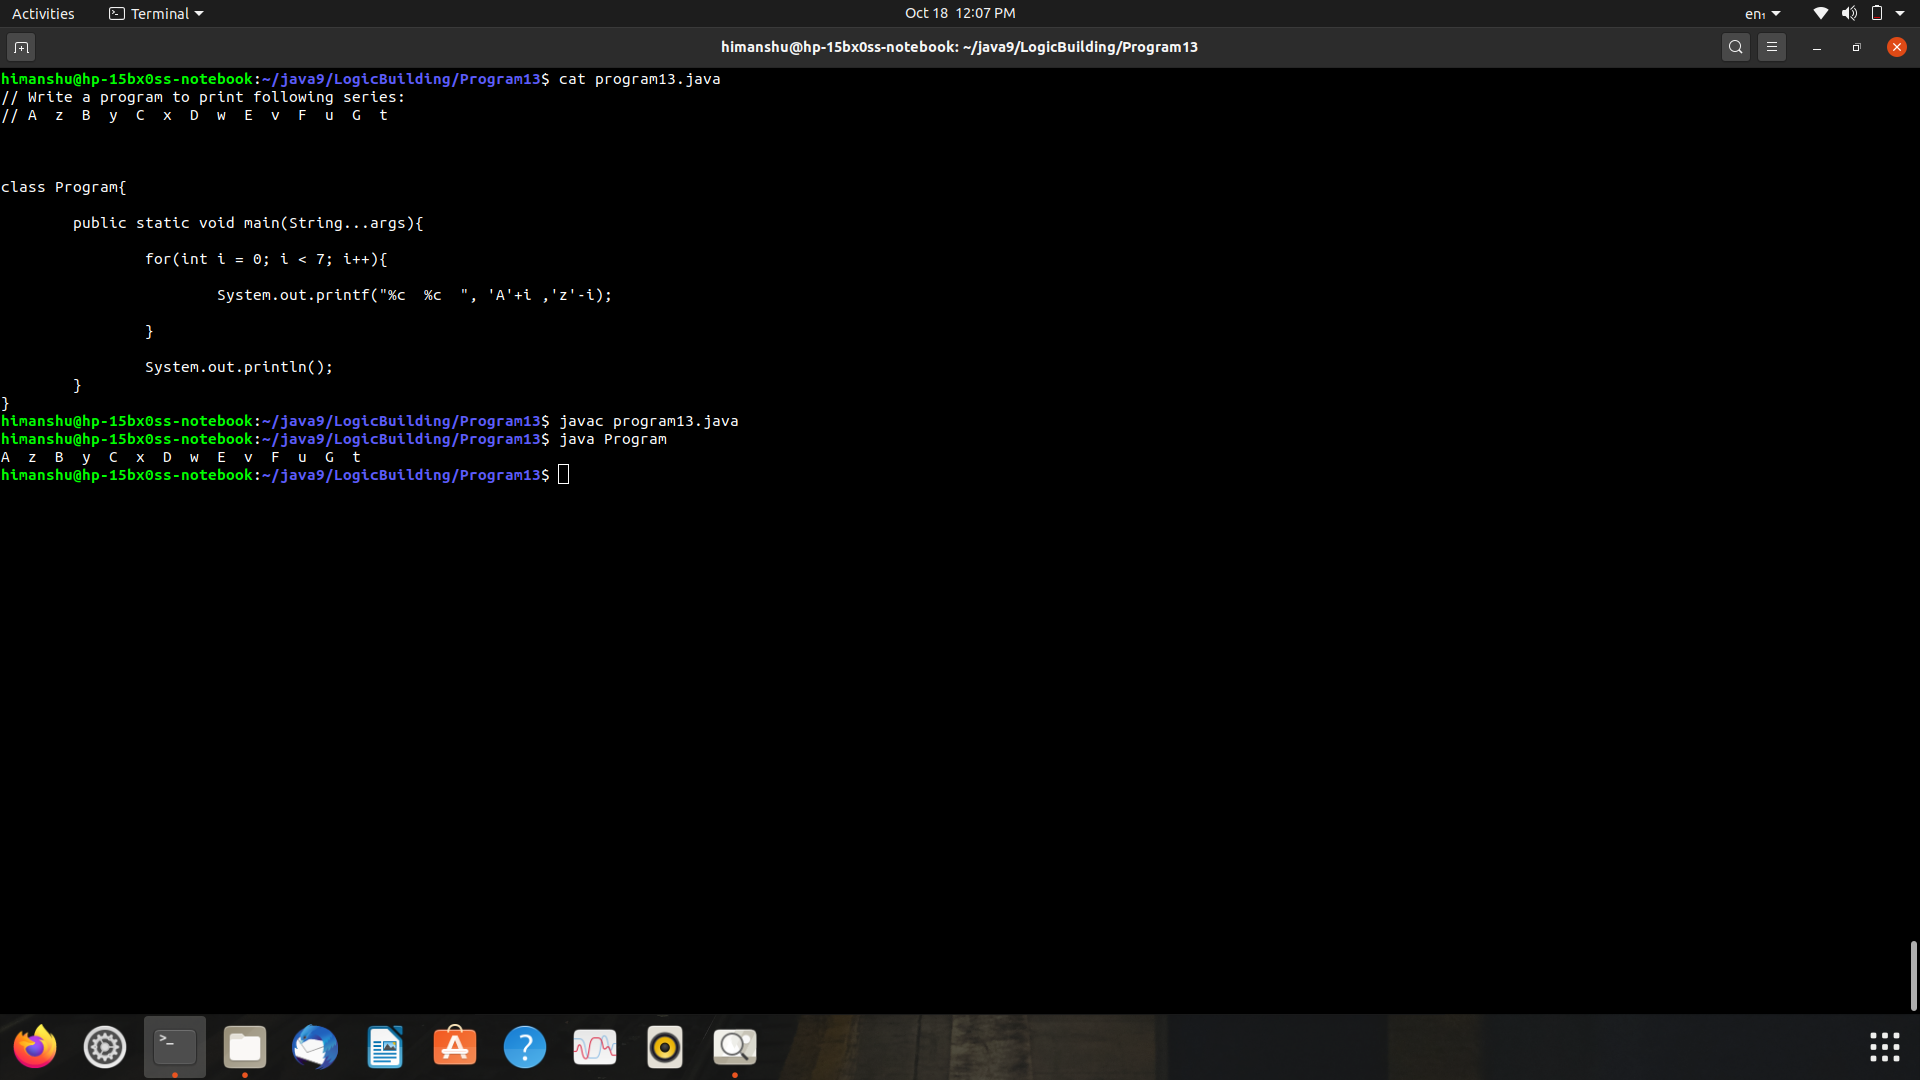 Activities Terminal Oct 18 12:07 PM en₁
himanshu@hp-15bx0ss-notebook: ~/java9/LogicBuilding/Program13
himanshu@hp-15bx0ss-notebook:~/java9/LogicBuilding/Program13$ cat program13.java
// Write a program to print following series:
// A  z  B  y  C  x  D  w  E  v  F  u  G  t
class Program{
        public static void main(String...args){
                for(int i = 0; i < 7; i++){
                        System.out.printf("%c  %c  ", 'A'+i ,'z'-i);
                }
                System.out.println();
        }
}
himanshu@hp-15bx0ss-notebook:~/java9/LogicBuilding/Program13$ javac program13.java
himanshu@hp-15bx0ss-notebook:~/java9/LogicBuilding/Program13$ java Program
A  z  B  y  C  x  D  w  E  v  F  u  G  t
himanshu@hp-15bx0ss-notebook:~/java9/LogicBuilding/Program13$